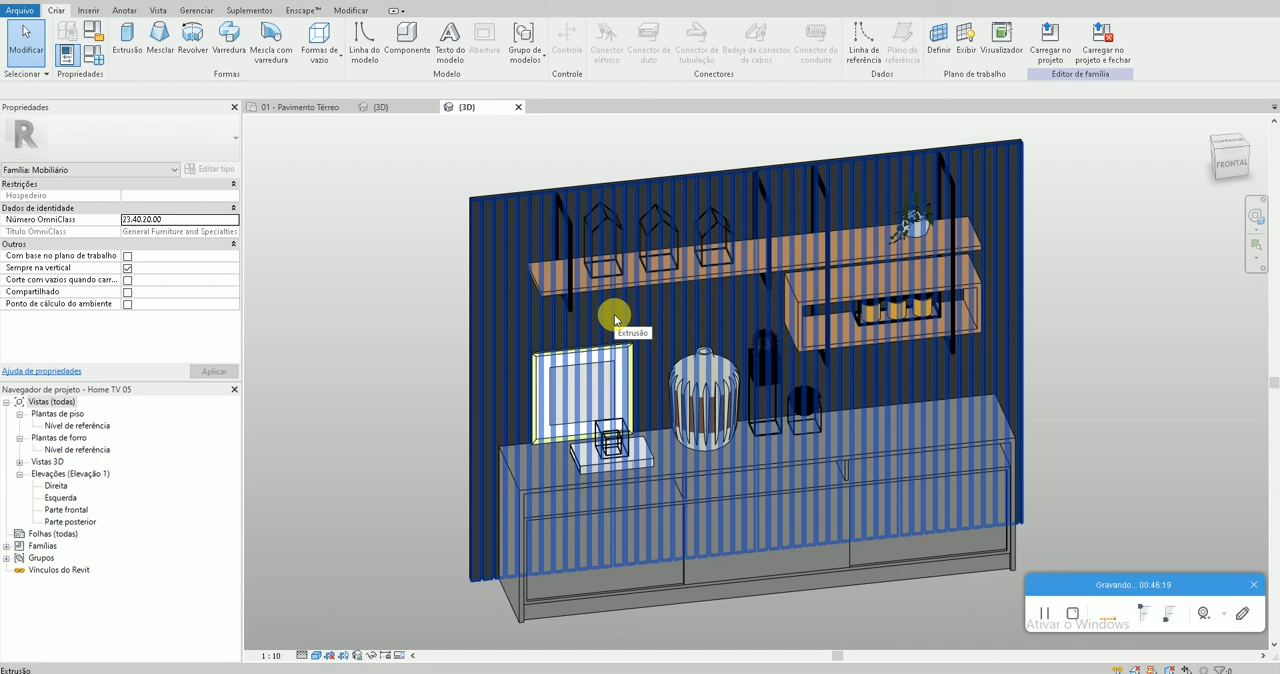 Arquivo Criar Inserir Anotar Vista Gerenciar Suplementos Enscape™ Modificar
Modificar
Selecionar
Propriedades
Extrusão Mesclar Revolver Varredura Mescla com varredura Formas de vazio
Formas
Linha do modelo Componente Texto do modelo Abertura Grupo de modelos
Modelo
Controle
Controle
Conector elétrico Conector de duto Conector de tubulação Badeja de conector de cabos Conector do conduíte
Conectores
Linha de referência Plano de referência
Dados
Definir Exibir Visualizador
Plano de trabalho
Carregar no projeto Carregar no projeto e fechar
Editor de família
Propriedades
01 - Pavimento Térreo {3D} {3D}
R
Família: Mobiliário Editar tipo
Restrições
Hospedeiro
Dados de identidade
Número OmniClass 23.40.20.00
Título OmniClass General Furniture and Specialties
Outros
Com base no plano de trabalho
Sempre na vertical
Corte com vazios quando carr...
Compartilhado
Ponto de cálculo do ambiente
Ajuda de propriedades Aplicar
Navegador de projeto - Home TV 05
Vistas (todas)
Plantas de piso
Nível de referência
Plantas de forro
Nível de referência
Vistas 3D
Elevações (Elevação 1)
Direita
Esquerda
Parte frontal
Parte posterior
Folhas (todas)
Famílias
Grupos
Vínculos do Revit
FRONTAL
Extrusão
Gravando... 00:46:19
Ativar o Windows
1 : 10
Extrusão
:0